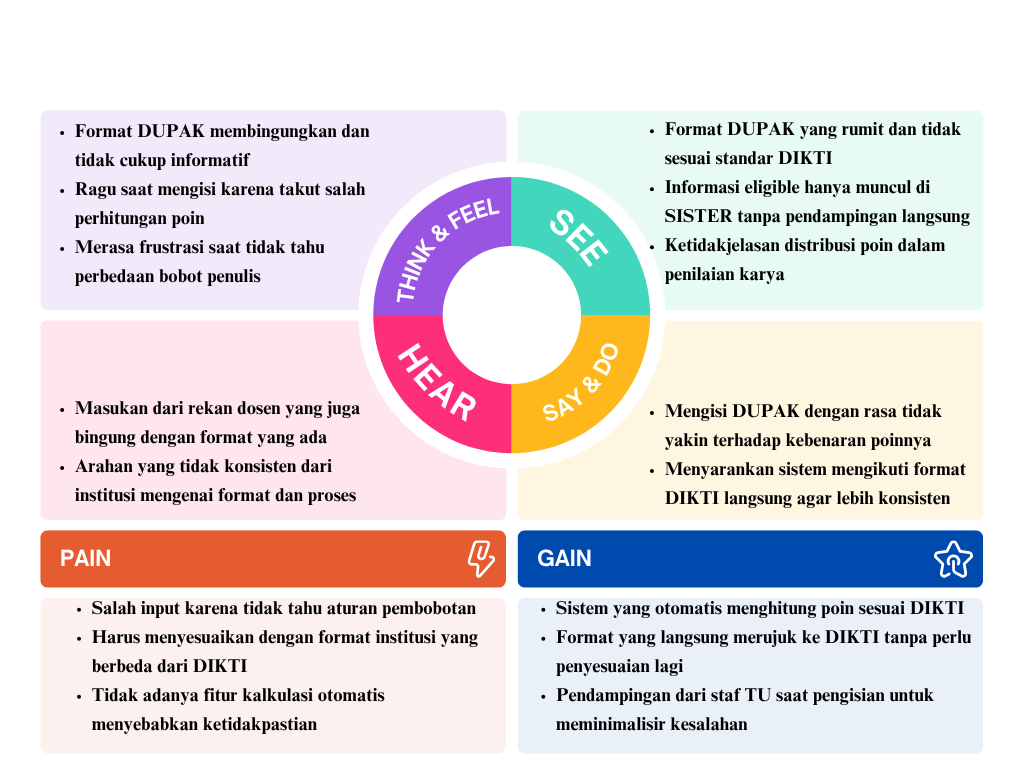 • Format DUPAK membingungkan dan
tidak cukup informatif
• Ragu saat mengisi karena takut salah
perhitungan poin
• Merasa frustrasi saat tidak tahu
perbedaan bobot penulis
• Format DUPAK yang rumit dan tidak
sesuai standar DIKTI
• Informasi eligible hanya muncul di
SISTER tanpa pendampingan langsung
• Ketidakjelasan distribusi poin dalam
penilaian karya
THINK & FEEL
SEE
HEAR
SAY & DO
• Masukan dari rekan dosen yang juga
bingung dengan format yang ada
• Arahan yang tidak konsisten dari
institusi mengenai format dan proses
• Mengisi DUPAK dengan rasa tidak
yakin terhadap kebenaran poinnya
• Menyarankan sistem mengikuti format
DIKTI langsung agar lebih konsisten
PAIN
• Salah input karena tidak tahu aturan pembobotan
• Harus menyesuaikan dengan format institusi yang
berbeda dari DIKTI
• Tidak adanya fitur kalkulasi otomatis
menyebabkan ketidakpastian
GAIN
• Sistem yang otomatis menghitung poin sesuai DIKTI
• Format yang langsung merujuk ke DIKTI tanpa perlu
penyesuaian lagi
• Pendampingan dari staf TU saat pengisian untuk
meminimalisir kesalahan